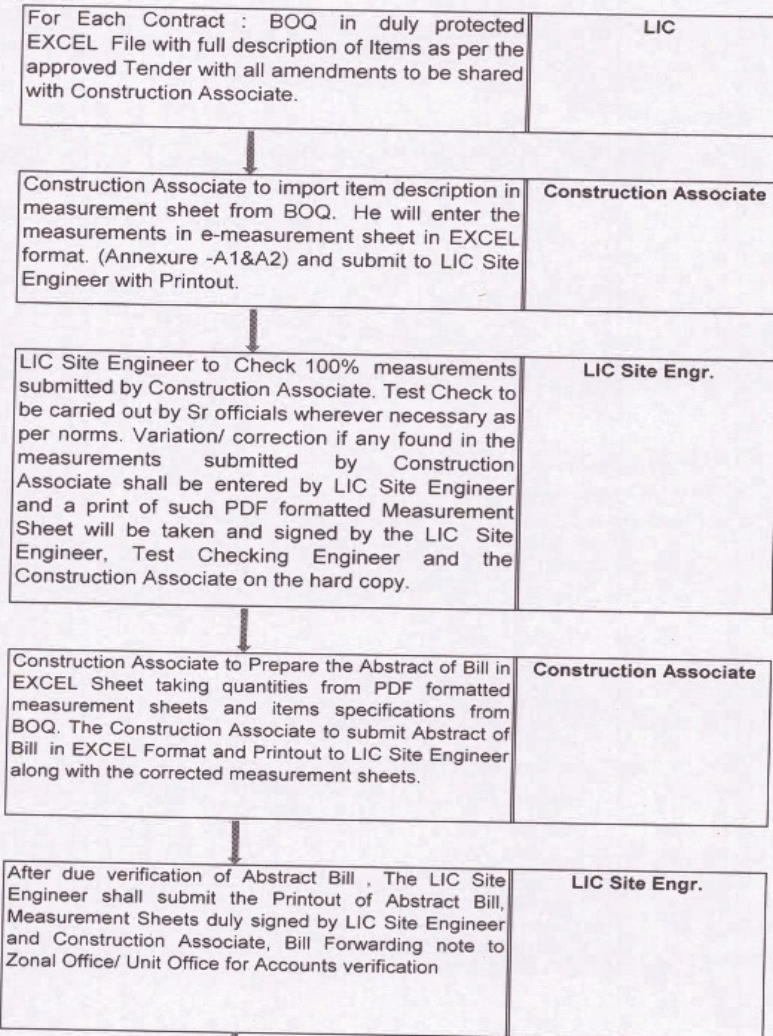 For Each Contract : BOQ in duly protected
EXCEL File with full description of Items as per the
approved Tender with all amendments to be shared
with Construction Associate.
LIC
Construction Associate to import item description in
measurement sheet from BOQ. He will enter the
measurements in e-measurement sheet in EXCEL
format. (Annexure -A1&A2) and submit to LIC Site
Engineer with Printout.
Construction Associate
LIC Site Engineer to Check 100% measurements
submitted by Construction Associate. Test Check to
be carried out by Sr officials wherever necessary as
per norms. Variation/ correction if any found in the
measurements submitted by Construction
Associate shall be entered by LIC Site Engineer
and a print of such PDF formatted Measurement
Sheet will be taken and signed by the LIC Site
Engineer, Test Checking Engineer and the
Construction Associate on the hard copy.
LIC Site Engr.
Construction Associate to Prepare the Abstract of Bill in
EXCEL Sheet taking quantities from PDF formatted
measurement sheets and items specifications from
BOQ. The Construction Associate to submit Abstract of
Bill in EXCEL Format and Printout to LIC Site Engineer
along with the corrected measurement sheets.
Construction Associate
After due verification of Abstract Bill , The LIC Site
Engineer shall submit the Printout of Abstract Bill,
Measurement Sheets duly signed by LIC Site Engineer
and Construction Associate, Bill Forwarding note to
Zonal Office/ Unit Office for Accounts verification
LIC Site Engr.